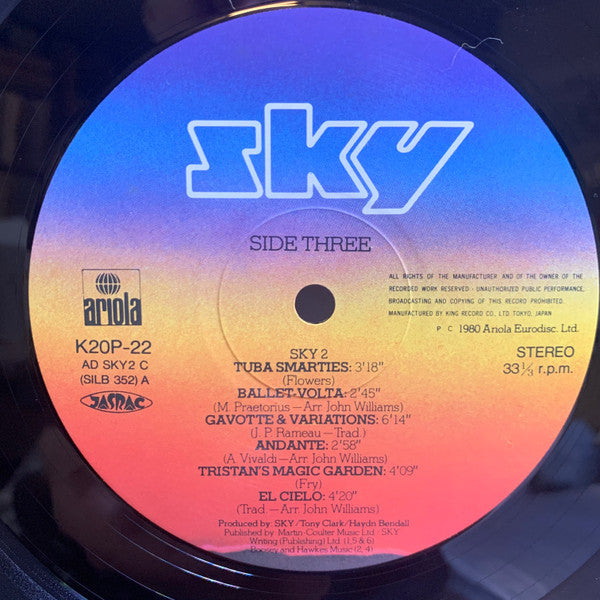 sky
SIDE THREE
ariola
K20P-22
AD SKY2 C
(SILB 352) A
JASRAC
ALL RIGHTS OF THE MANUFACTURER AND OF THE OWNER OF THE
RECORDED WORK RESERVED · UNAUTHORIZED PUBLIC PERFORMANCE,
BROADCASTING AND COPYING OF THIS RECORD PROHIBITED.
MANUFACTURED BY KING RECORD CO., LTD. TOKYO, JAPAN
P C 1980 Ariola Eurodisc. Ltd.
STEREO
33 1/3 r.p.m.
SKY 2
TUBA SMARTIES: 3'18"
(Flowers)
BALLET-VOLTA: 2'45"
(M. Praetorius—Arr John Williams)
GAVOTTE & VARIATIONS: 6'14"
(J. P. Rameau—Trad.)
ANDANTE: 2'58"
(A. Vivaldi—Arr John Williams)
TRISTAN'S MAGIC GARDEN: 4'09"
(Fry)
EL CIELO: 4'20"
(Trad.—Arr. John Williams)
Produced by: SKY/Tony Clark/Haydn Bendall
Published by: Martin-Coulter Music Ltd · SKY
Writing (Publishing) Ltd (1, 5 & 6)
Boosey and Hawkes Music (2, 4)